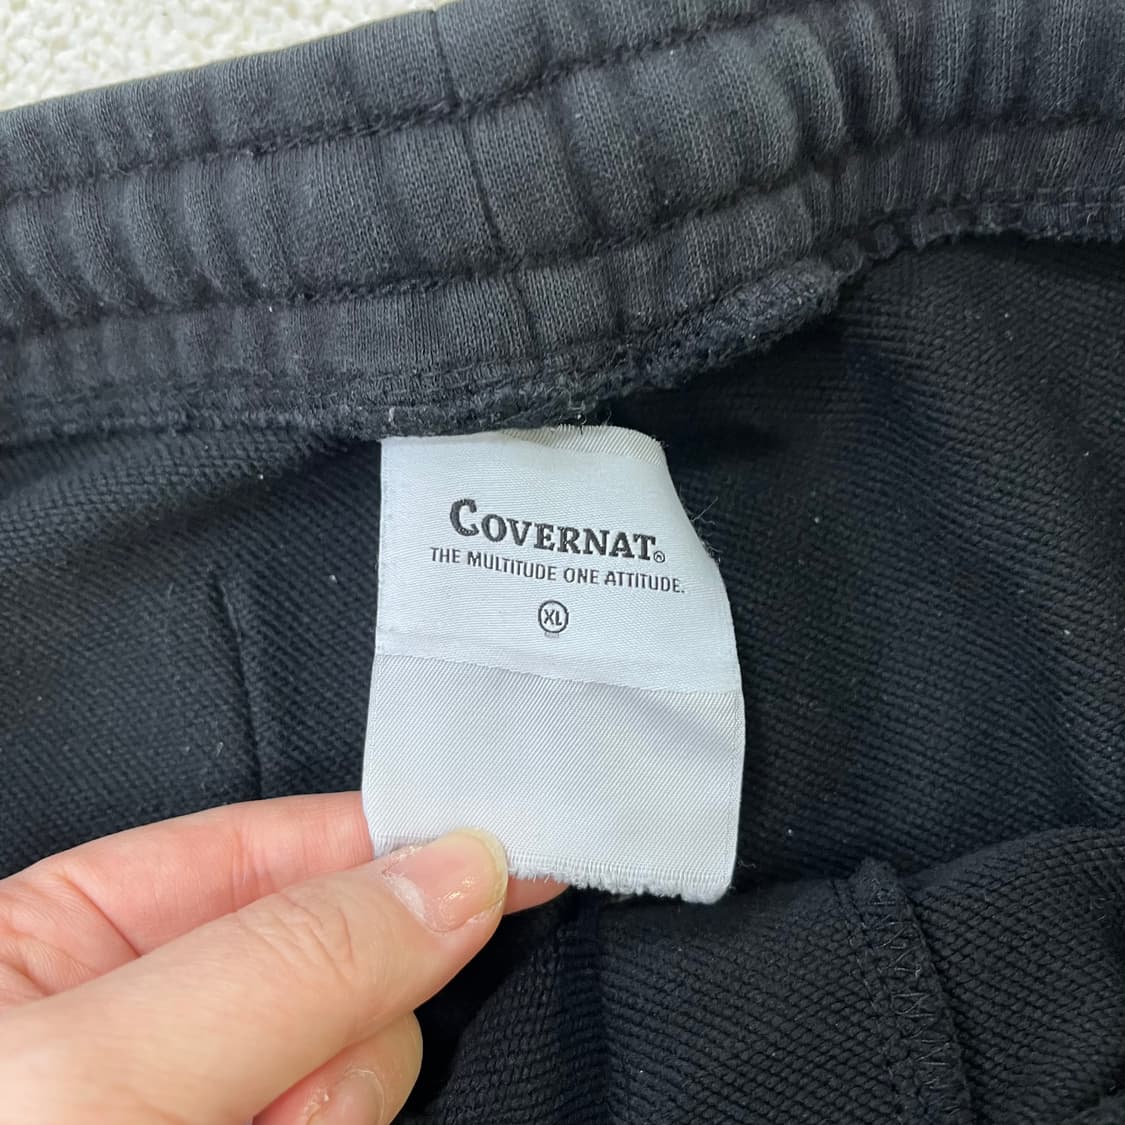 COVERNAT®
THE MULTITUDE ONE ATTITUDE.
XL